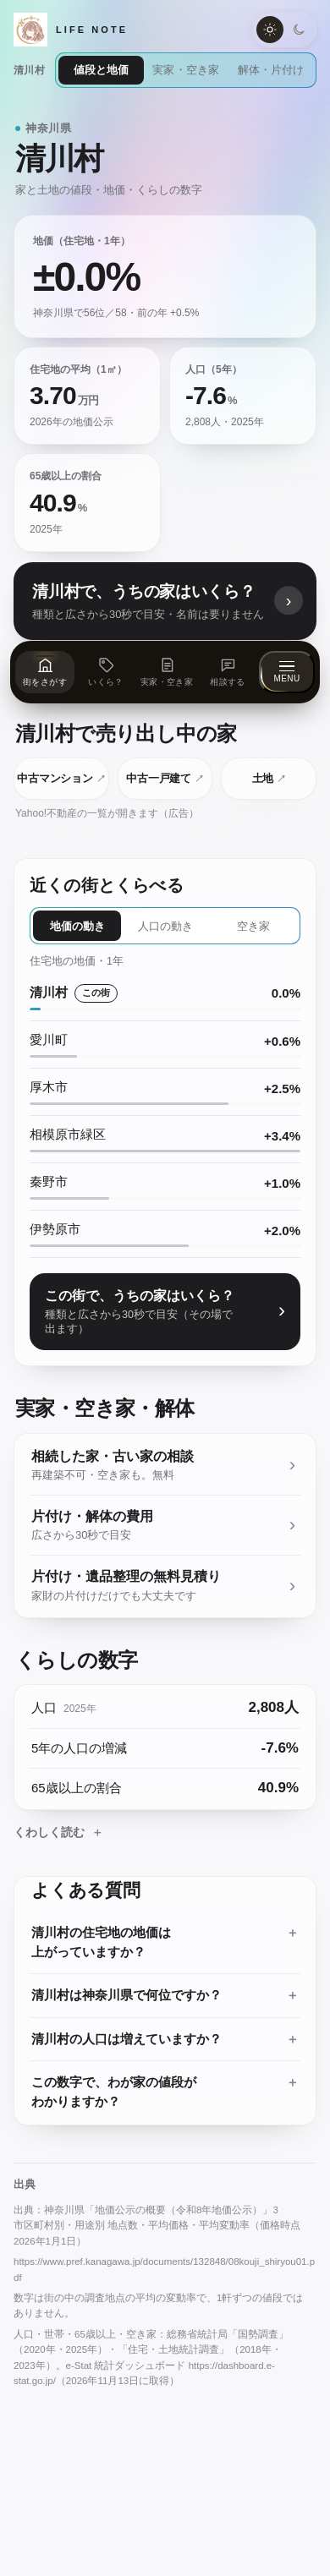 LIFE NOTE
清川村
値段と地価
実家・空き家
解体・片付け
神奈川県
清川村
家と土地の値段・地価・くらしの数字
地価（住宅地・1年）
±0.0%
神奈川県で56位／58・前の年 +0.5%
住宅地の平均（1㎡）
3.70万円
2026年の地価公示
人口（5年）
-7.6%
2,808人・2025年
65歳以上の割合
40.9%
2025年
清川村で、うちの家はいくら？
種類と広さから30秒で目安・名前は要りません
街をさがす
いくら？
実家・空き家
相談する
MENU
清川村で売り出し中の家
中古マンション ↗
中古一戸建て ↗
土地 ↗
Yahoo!不動産の一覧が開きます（広告）
近くの街とくらべる
地価の動き
人口の動き
空き家
住宅地の地価・1年
清川村 この街 0.0%
愛川町 +0.6%
厚木市 +2.5%
相模原市緑区 +3.4%
秦野市 +1.0%
伊勢原市 +2.0%
この街で、うちの家はいくら？
種類と広さから30秒で目安（その場で
出ます）
実家・空き家・解体
相続した家・古い家の相談
再建築不可・空き家も。無料
片付け・解体の費用
広さから30秒で目安
片付け・遺品整理の無料見積り
家財の片付けだけでも大丈夫です
くらしの数字
人口 2025年 2,808人
5年の人口の増減 -7.6%
65歳以上の割合 40.9%
くわしく読む ＋
よくある質問
清川村の住宅地の地価は
上がっていますか？
＋
清川村は神奈川県で何位ですか？ ＋
清川村の人口は増えていますか？ ＋
この数字で、わが家の値段が
わかりますか？
＋
出典
出典：神奈川県「地価公示の概要（令和8年地価公示）」3
市区町村別・用途別 地点数・平均価格・平均変動率（価格時点
2026年1月1日）
https://www.pref.kanagawa.jp/documents/132848/08kouji_shiryou01.p
df
数字は街の中の調査地点の平均の変動率で、1軒ずつの値段では
ありません。
人口・世帯・65歳以上・空き家：総務省統計局「国勢調査」
（2020年・2025年）・「住宅・土地統計調査」（2018年・
2023年）。e-Stat 統計ダッシュボード https://dashboard.e-
stat.go.jp/（2026年11月13日に取得）